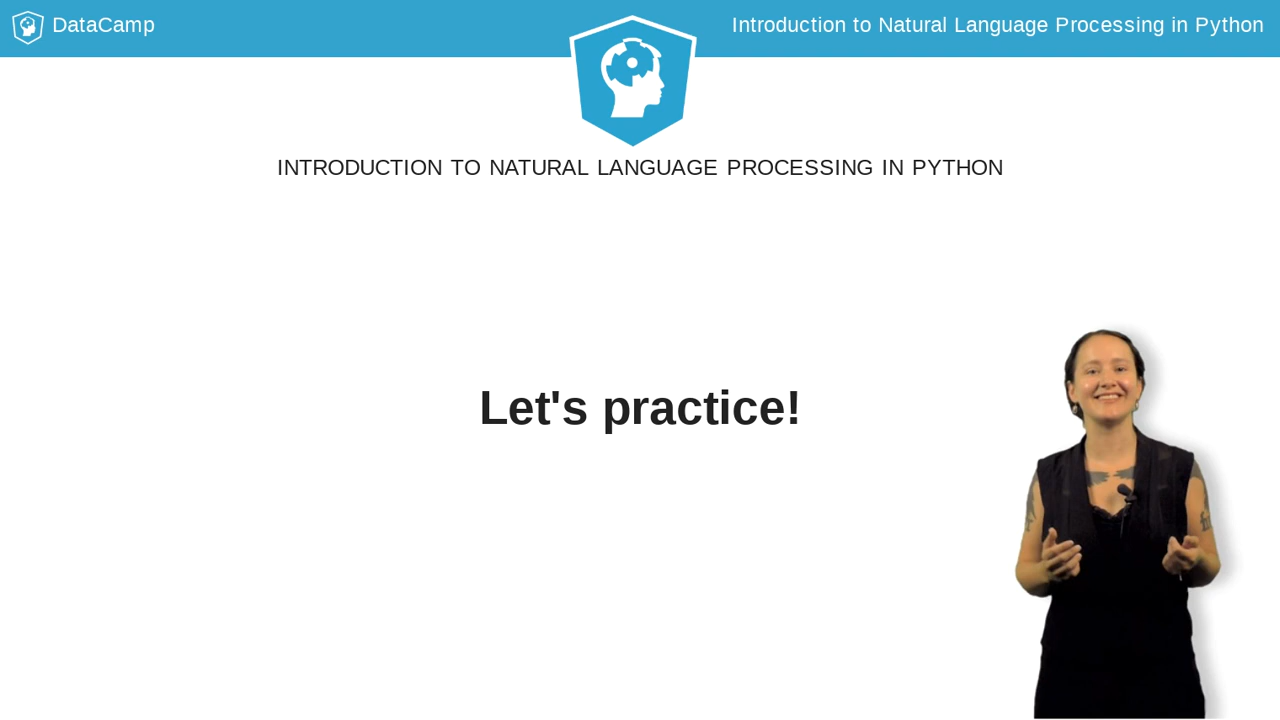 DataCamp
Introduction to Natural Language Processing in Python
INTRODUCTION TO NATURAL LANGUAGE PROCESSING IN PYTHON
Let's practice!